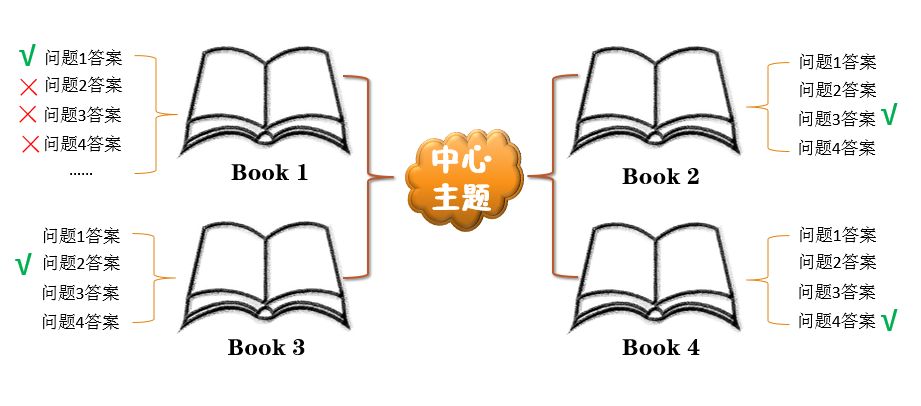 √ 问题1答案
× 问题2答案
× 问题3答案
× 问题4答案
......
Book 1
中心
主题
问题1答案
问题2答案
问题3答案 √
问题4答案
Book 2
问题1答案
√ 问题2答案
问题3答案
问题4答案
Book 3
问题1答案
问题2答案
问题3答案
问题4答案 √
Book 4